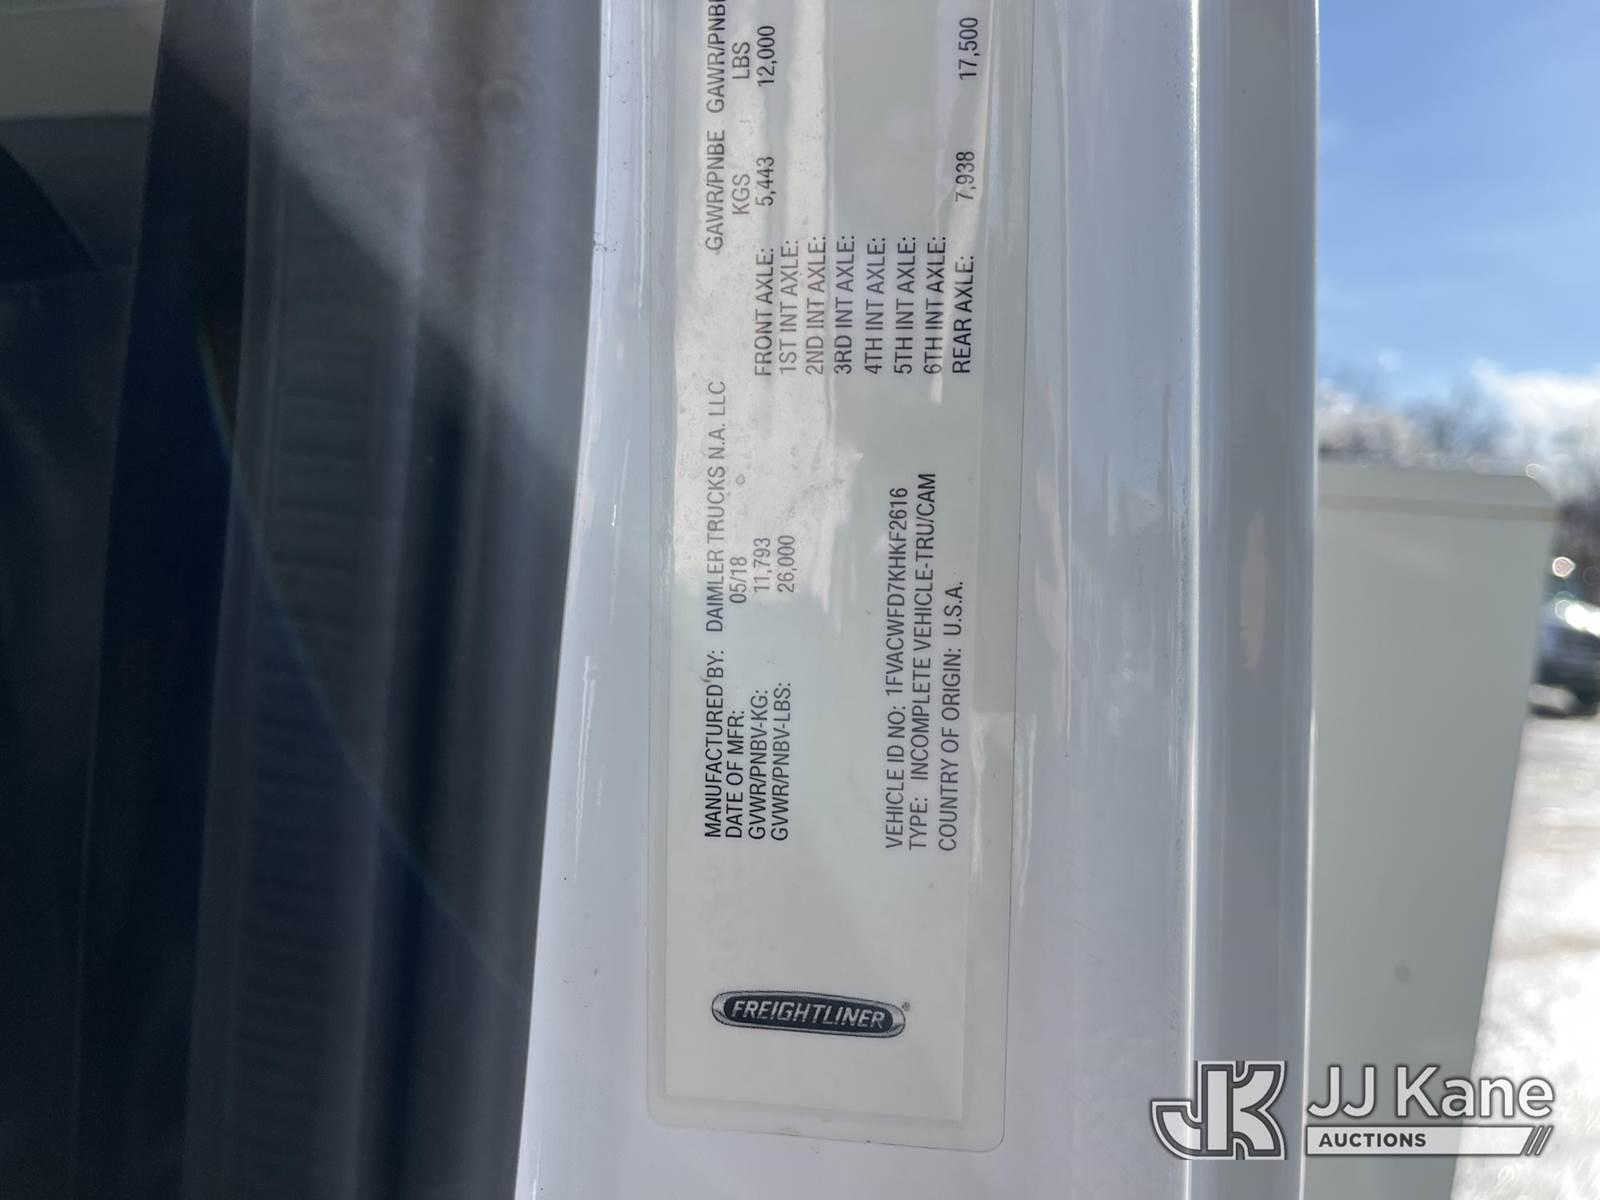 FREIGHTLINER®
MANUFACTURED BY: DAIMLER TRUCKS N.A. LLC
DATE OF MFR: 05/18
GVWR/PNBV-KG: 11,793
GVWR/PNBV-LBS: 26,000
VEHICLE ID NO: 1FVACWFD7KHKF2616
TYPE: INCOMPLETE VEHICLE-TRU/CAM
COUNTRY OF ORIGIN: U.S.A.
GAWR/PNBE GAWR/PNBE
KGS LBS
FRONT AXLE: 5,443 12,000
1ST INT AXLE:
2ND INT AXLE:
3RD INT AXLE:
4TH INT AXLE:
5TH INT AXLE:
6TH INT AXLE:
REAR AXLE: 7,938 17,500
JK JJ Kane
AUCTIONS